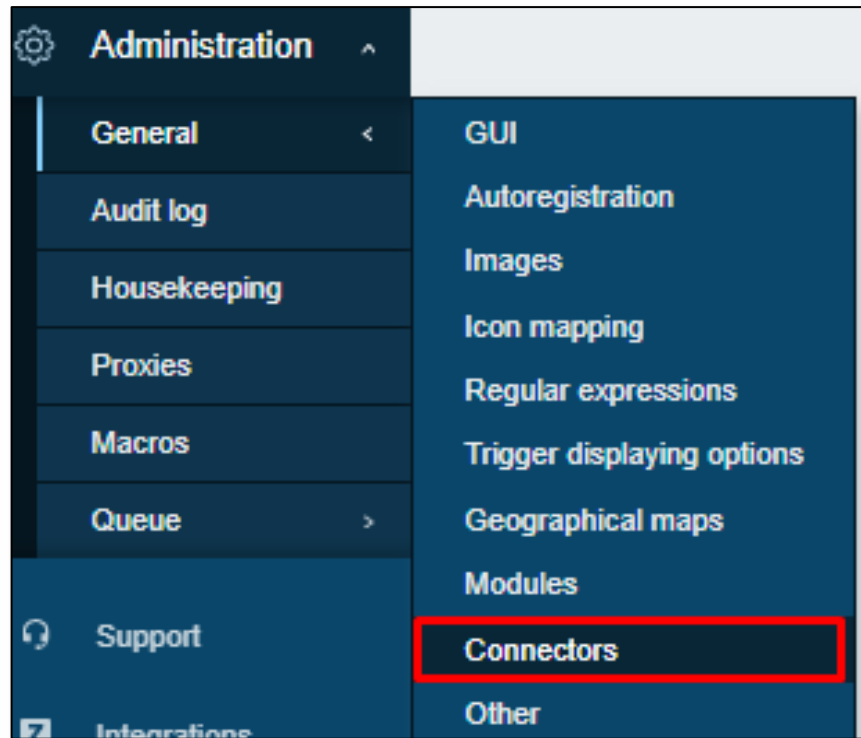 Administration
General
Audit log
Housekeeping
Proxies
Macros
Queue
Support
Integrations
GUI
Autoregistration
Images
Icon mapping
Regular expressions
Trigger displaying options
Geographical maps
Modules
Connectors
Other